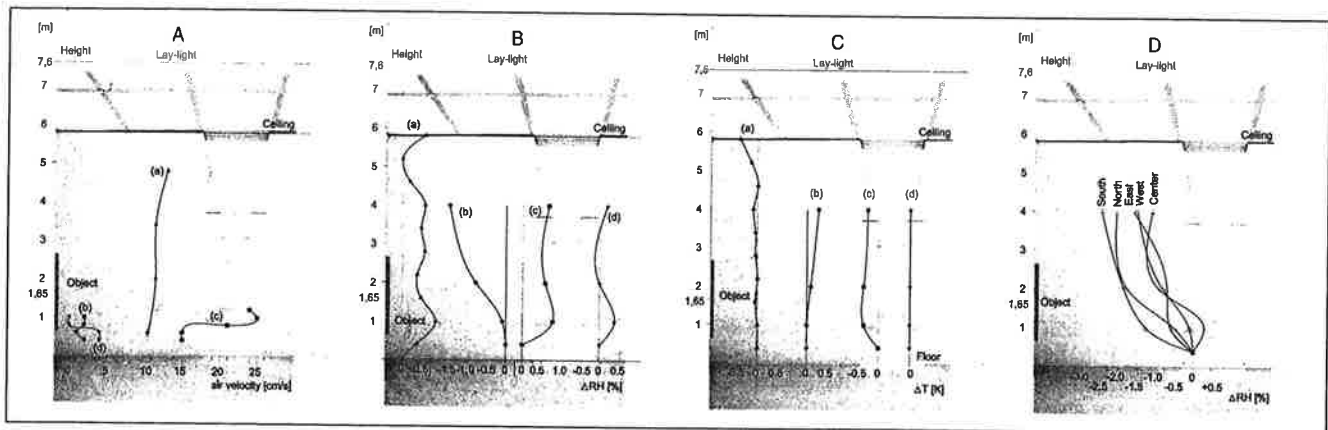 A
[m]
Height
Lay-light
7,6
7
6
Ceiling
5
(a)
4
3
2
Object
1,65
(b)
1
(c)
(d)
0
5
10
15
20
25
air velocity [cm/s]
B
[m]
Height
Lay-light
7,6
7
(a)
6
Ceiling
5
4
(b)
(c)
(d)
3
2
1,65
Object
1
-0.5
0
0
0.5
0
0.5
ΔRH [%]
C
[m]
Height
Lay-light
7,6
7
(a)
6
Ceiling
5
(b)
(c)
(d)
4
3
2
1,65
Object
1
Floor
0
0.5
-0.5
0
0
ΔT [K]
D
[m]
Height
Lay-light
7,6
7
6
Ceiling
5
South
North
East
West
Center
4
3
2
1,65
Object
1
-2.5
-1.5
-1.0
-0.5
0
+0.5
ΔRH [%]